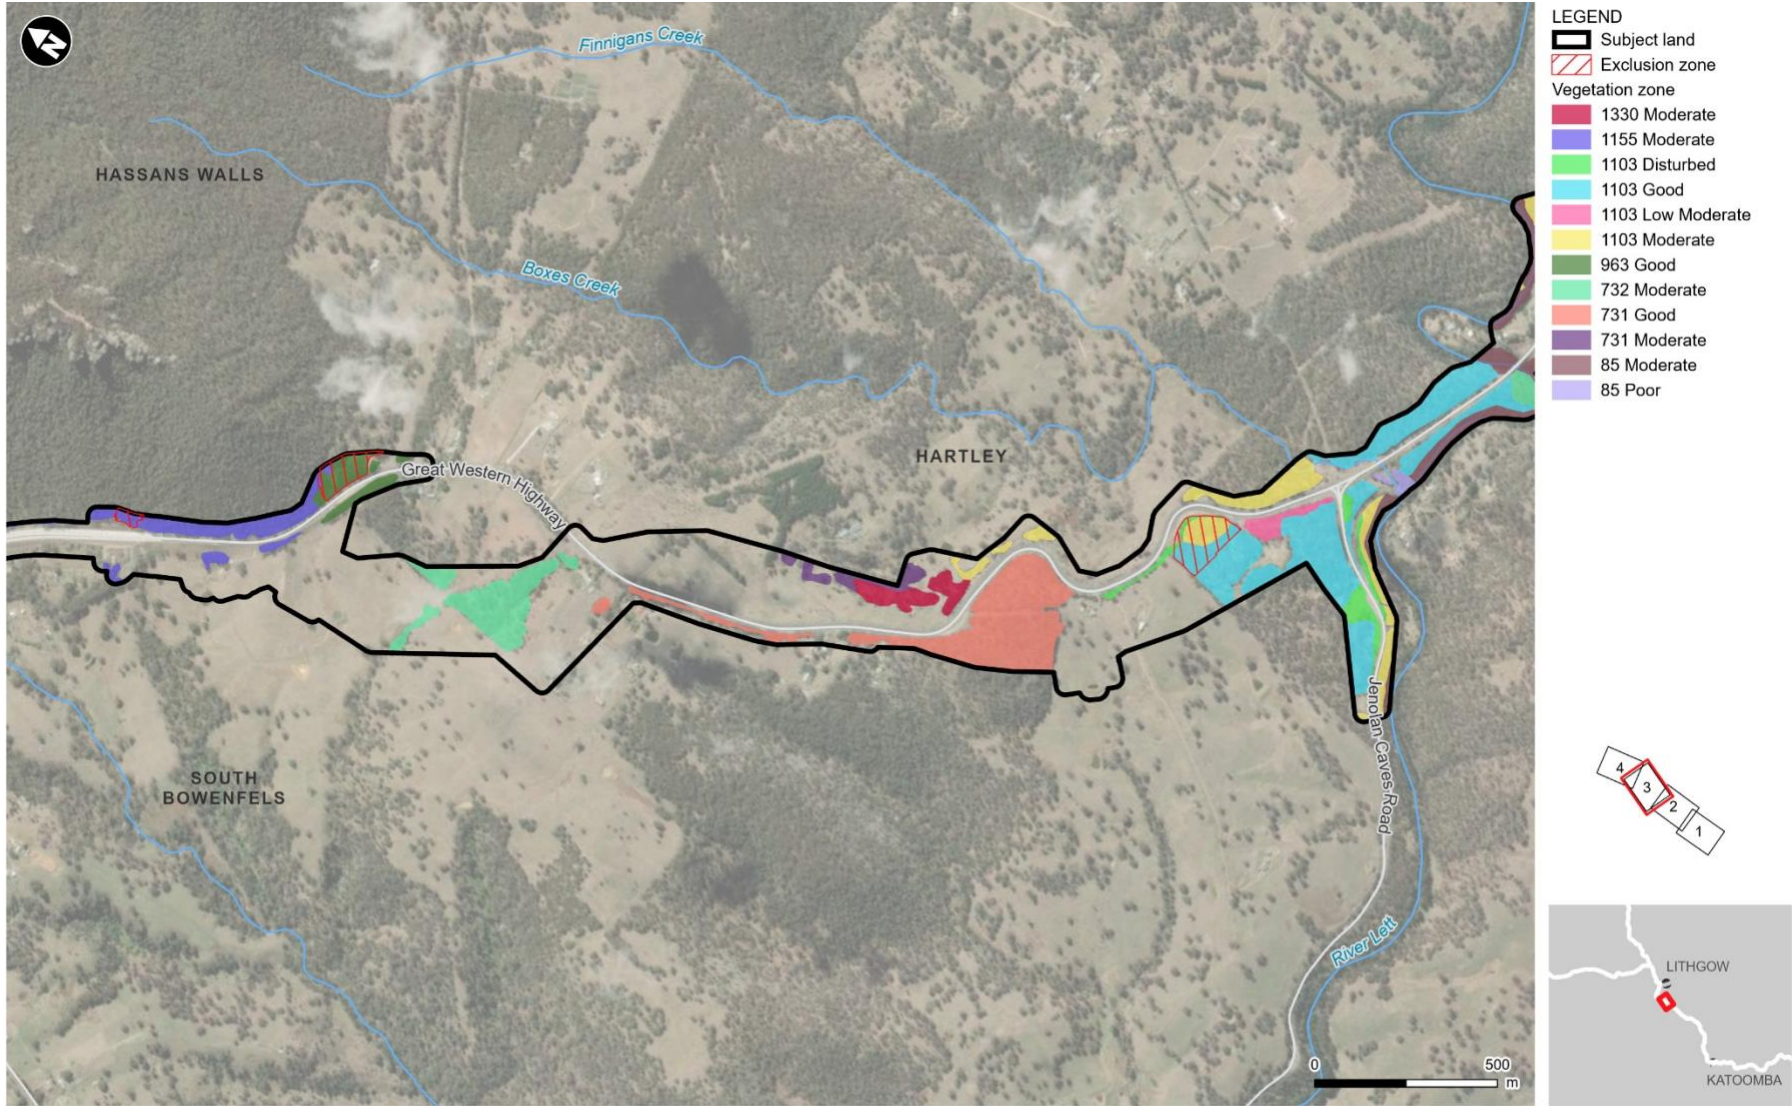 N
Finnigans Creek
HASSANS WALLS
Boxes Creek
HARTLEY
Great Western Highway
SOUTH
BOWENFELS
Jenolan Caves Road
River Lett
0 500
m
LEGEND
Subject land
Exclusion zone
Vegetation zone
1330 Moderate
1155 Moderate
1103 Disturbed
1103 Good
1103 Low Moderate
1103 Moderate
963 Good
732 Moderate
731 Good
731 Moderate
85 Moderate
85 Poor
4
3
2
1
LITHGOW
KATOOMBA